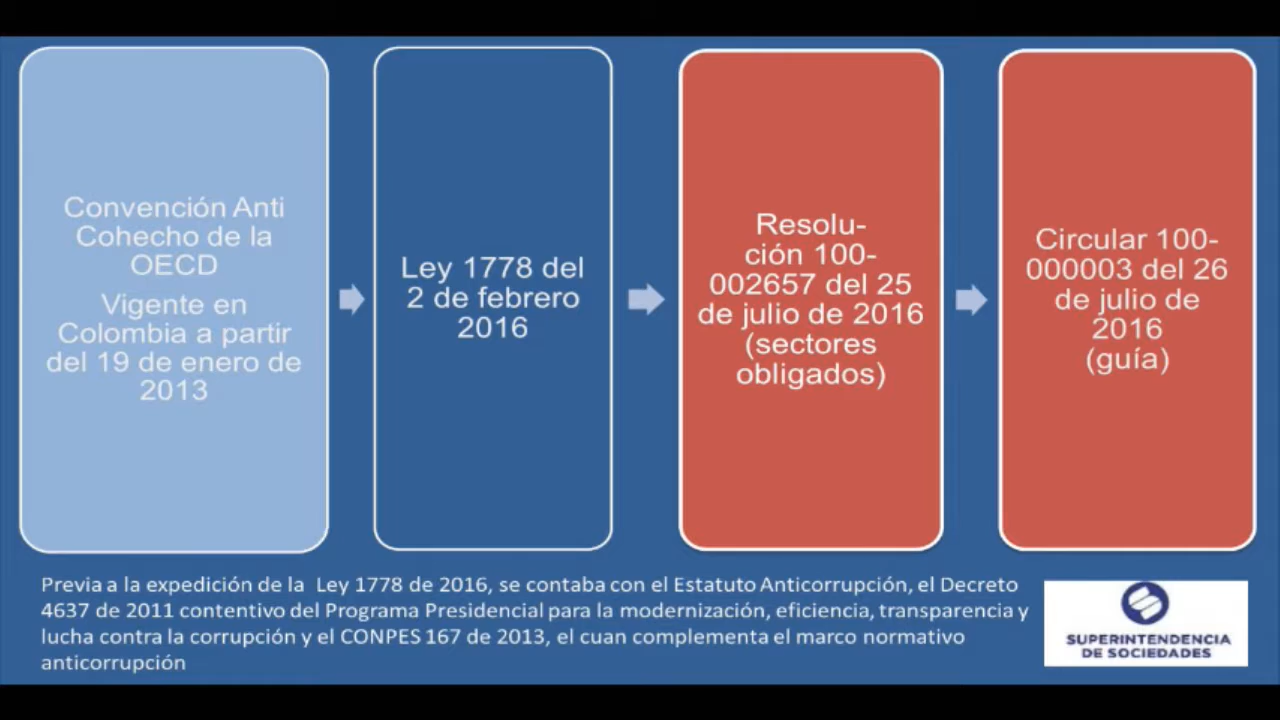 Convención Anti
Cohecho de la
OECD
Vigente en
Colombia a partir
del 19 de enero de
2013
Ley 1778 del
2 de febrero
2016
Resolu-
ción 100-
002657 del 25
de julio de 2016
(sectores
obligados)
Circular 100-
000003 del 26
de julio de
2016
(guía)
Previa a la expedición de la Ley 1778 de 2016, se contaba con el Estatuto Anticorrupción, el Decreto
4637 de 2011 contentivo del Programa Presidencial para la modernización, eficiencia, transparencia y
lucha contra la corrupción y el CONPES 167 de 2013, el cuan complementa el marco normativo
anticorrupción
SUPERINTENDENCIA
DE SOCIEDADES